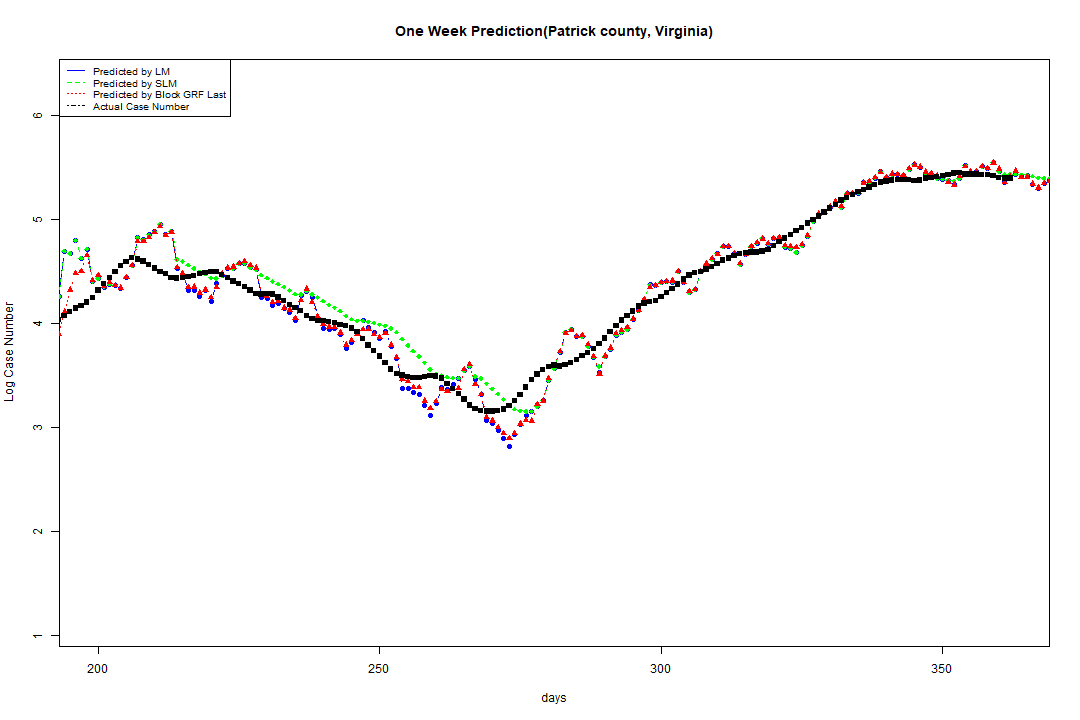 One Week Prediction(Patrick county, Virginia)
Predicted by LM
Predicted by SLM
Predicted by Block GRF Last
Actual Case Number
6
5
4
3
2
1
Log Case Number
200 250 300 350
days